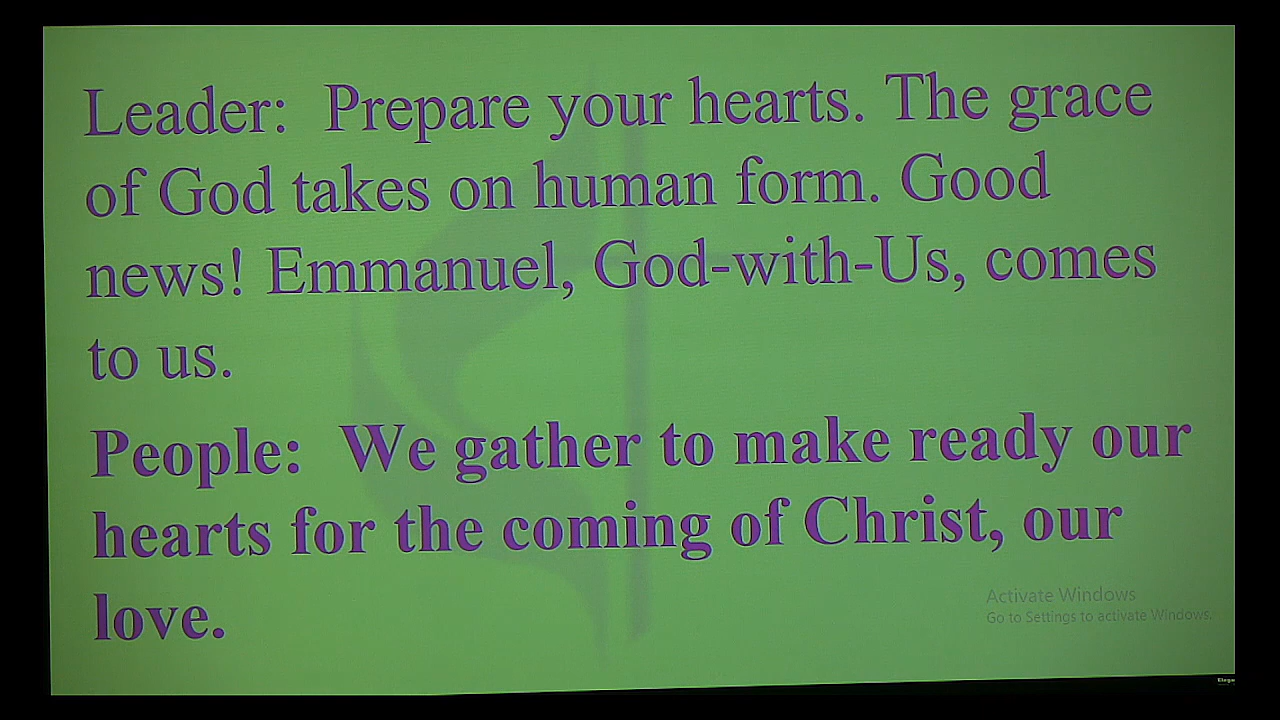 Leader:  Prepare your hearts. The grace
of God takes on human form. Good
news! Emmanuel, God-with-Us, comes
to us.
People:  We gather to make ready our
hearts for the coming of Christ, our
love.
Activate Windows
Go to Settings to activate Windows.